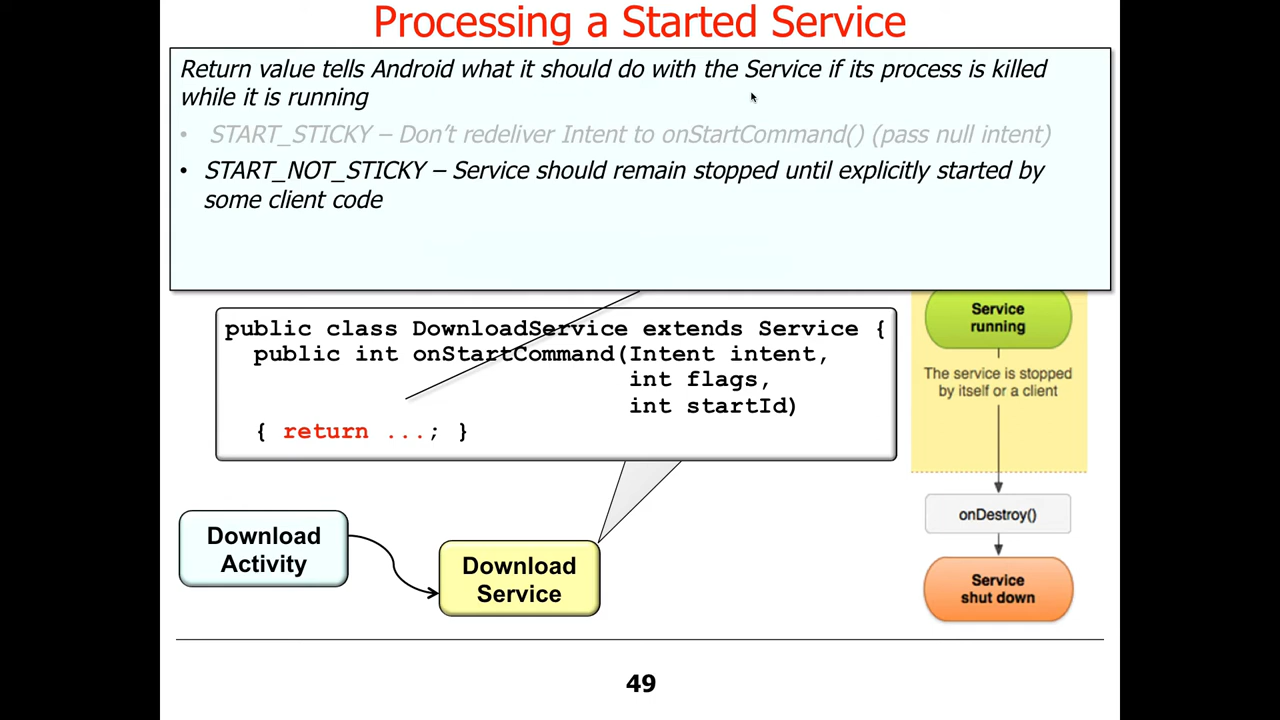 Processing a Started Service
Return value tells Android what it should do with the Service if its process is killed
while it is running
• START_STICKY – Don't redeliver Intent to onStartCommand() (pass null intent)
• START_NOT_STICKY – Service should remain stopped until explicitly started by
some client code
public class DownloadService extends Service {
public int onStartCommand(Intent intent,
int flags,
int startId)
{ return ...; }
Service
running
The service is stopped
by itself or a client
onDestroy()
Service
shut down
Download
Activity
Download
Service
49